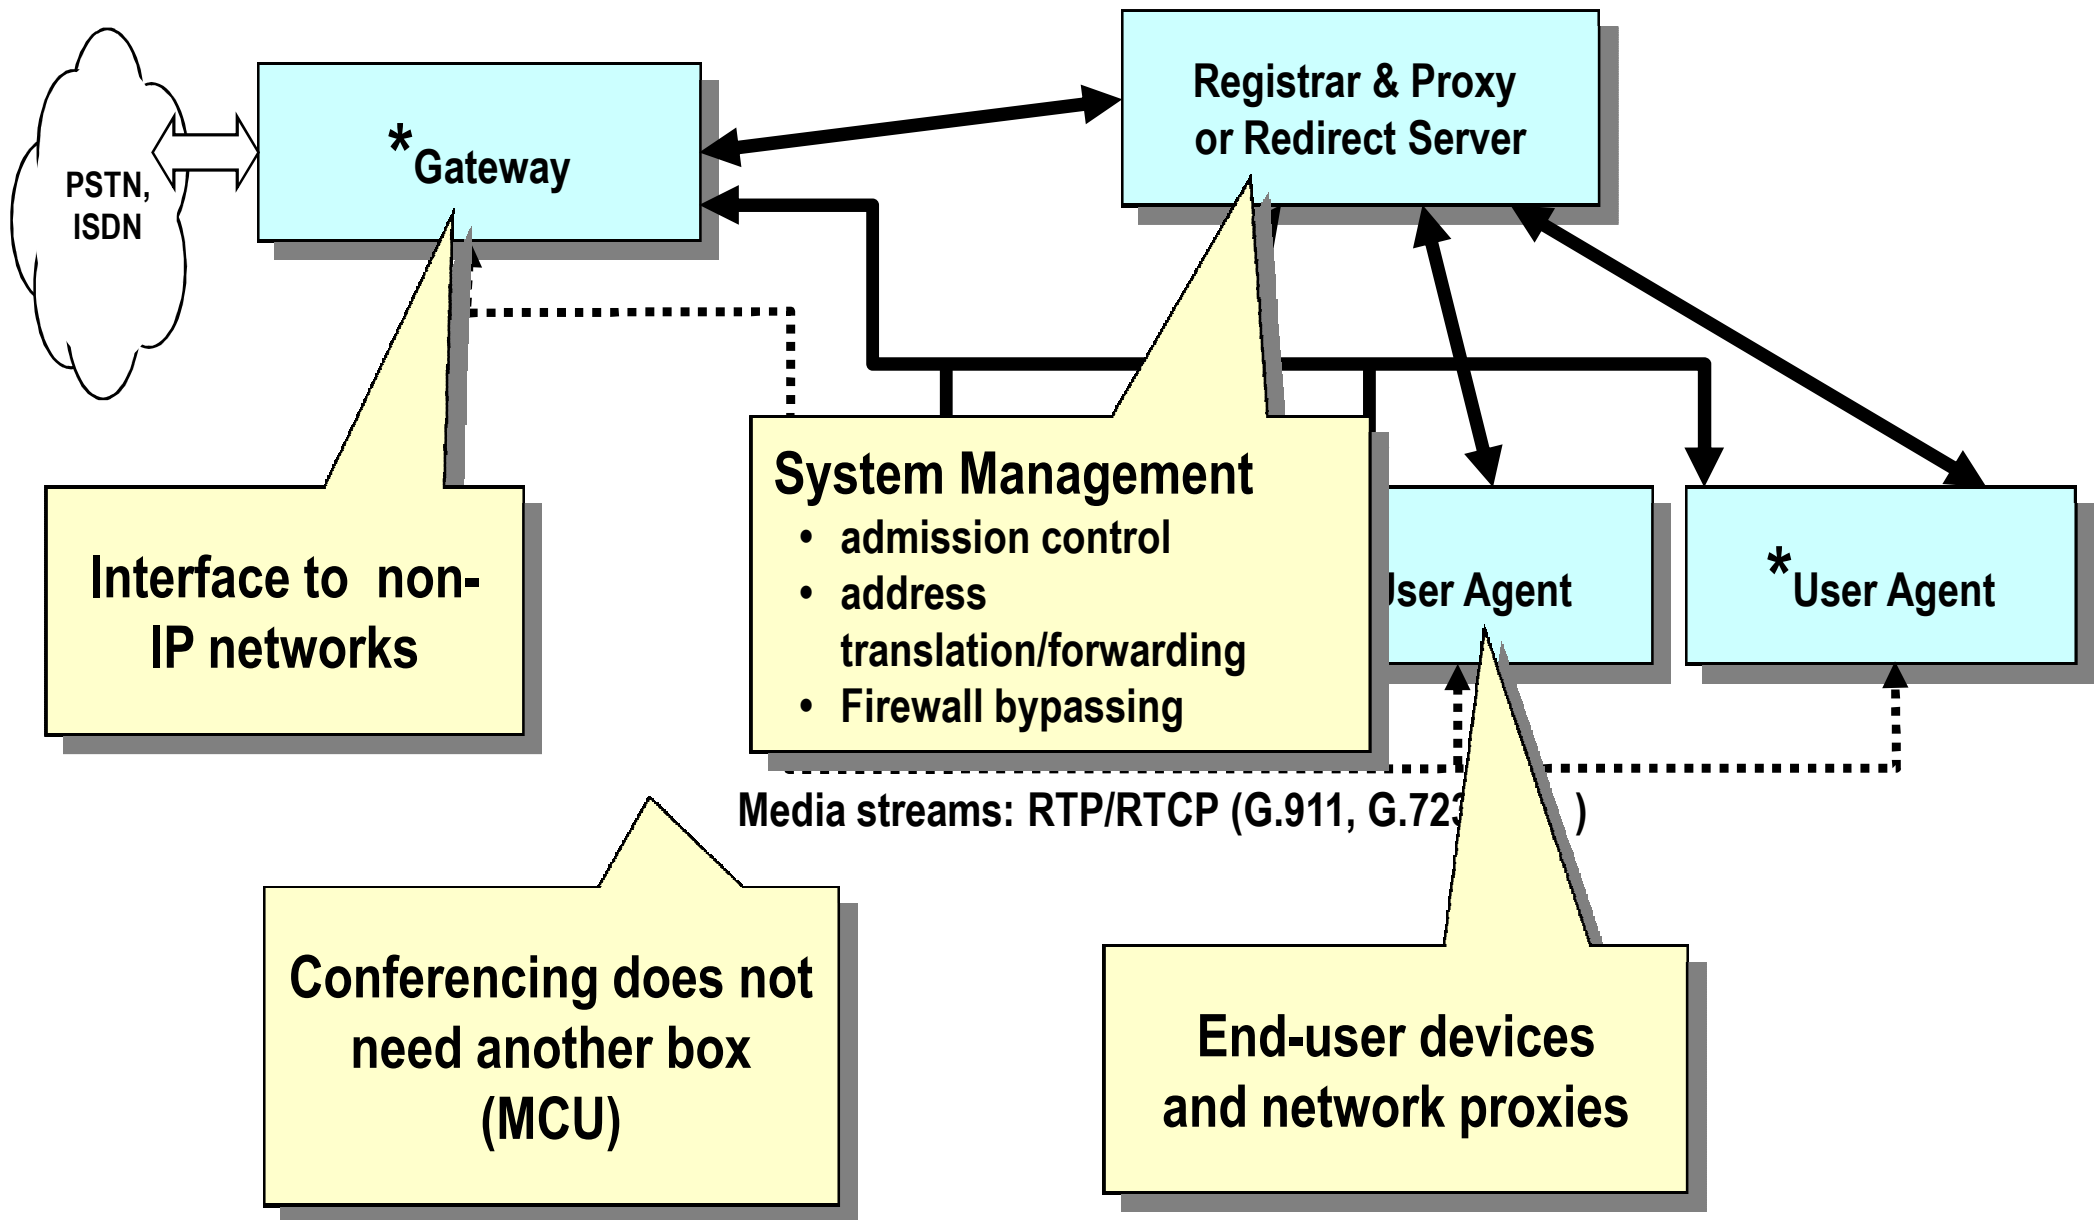 Registrar & Proxy
or Redirect Server
*Gateway
PSTN,
ISDN
System Management
• admission control
• address
translation/forwarding
• Firewall bypassing
Interface to non-
IP networks
User Agent
*User Agent
Media streams: RTP/RTCP (G.911, G.723 )
Conferencing does not
need another box
(MCU)
End-user devices
and network proxies